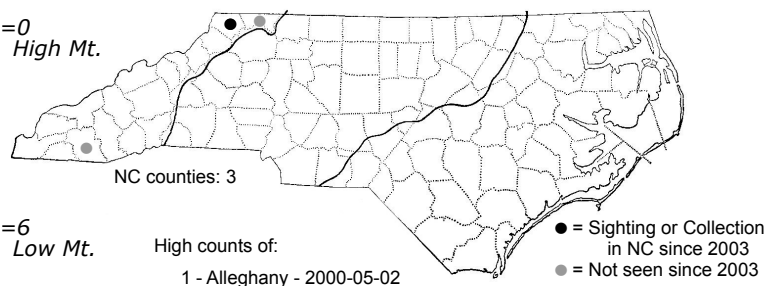 =0
High Mt.
NC counties: 3
=6
Low Mt.
High counts of:
1 - Alleghany - 2000-05-02
● = Sighting or Collection
in NC since 2003
● = Not seen since 2003